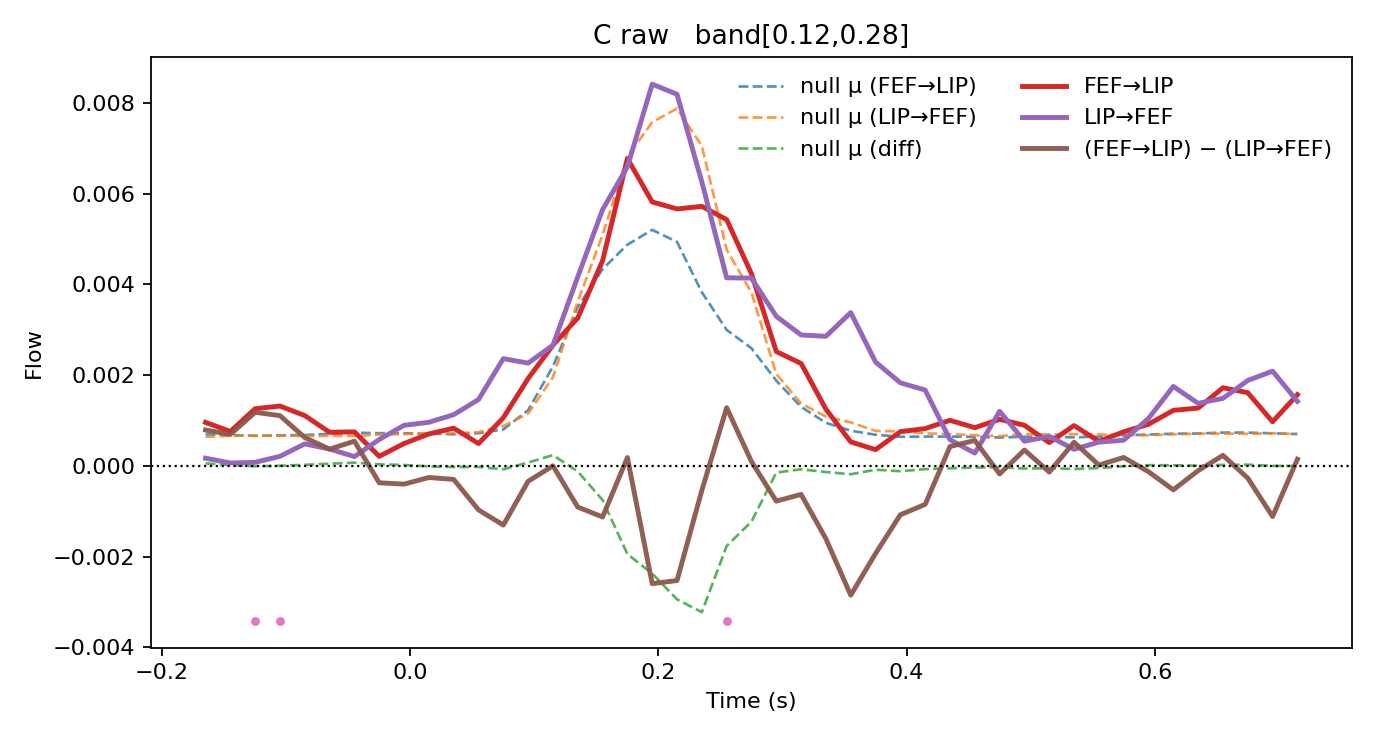 C raw   band[0.12,0.28]
null μ (FEF→LIP)
null μ (LIP→FEF)
null μ (diff)
FEF→LIP
LIP→FEF
(FEF→LIP) − (LIP→FEF)
Flow
0.008
0.006
0.004
0.002
0.000
−0.002
−0.004
−0.2
0.0
0.2
0.4
0.6
Time (s)